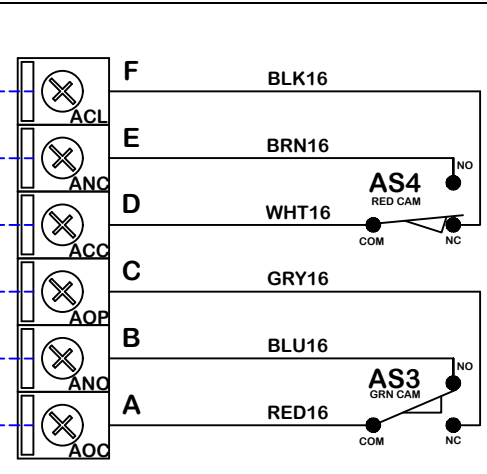 F
BLK16
ACL
E
BRN16
NO
ANC
AS4
RED CAM
D
WHT16
ACC
COM
NC
C
GRY16
AOP
B
BLU16
NO
ANO
AS3
GRN CAM
A
RED16
AOC
COM
NC